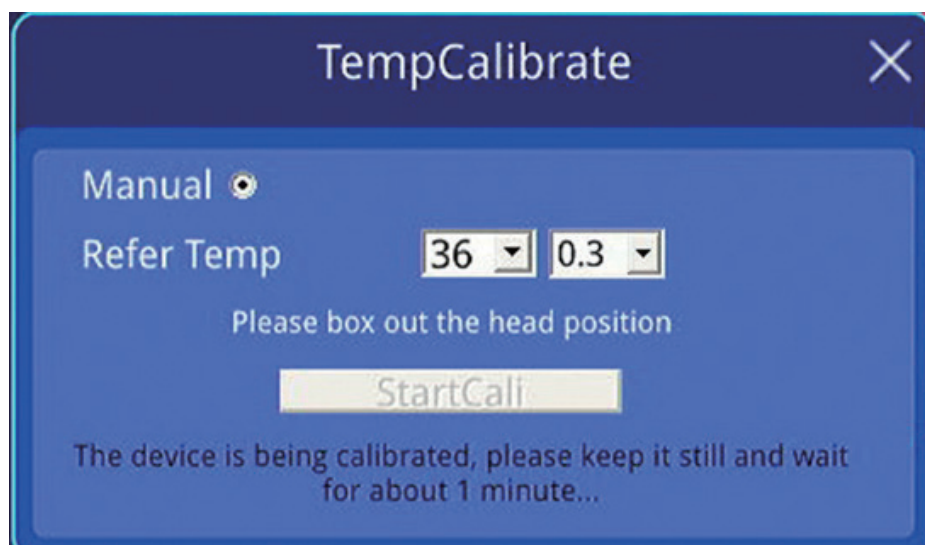 TempCalibrate
Manual
Refer Temp 36 0.3
Please box out the head position
StartCali
The device is being calibrated, please keep it still and wait
for about 1 minute...